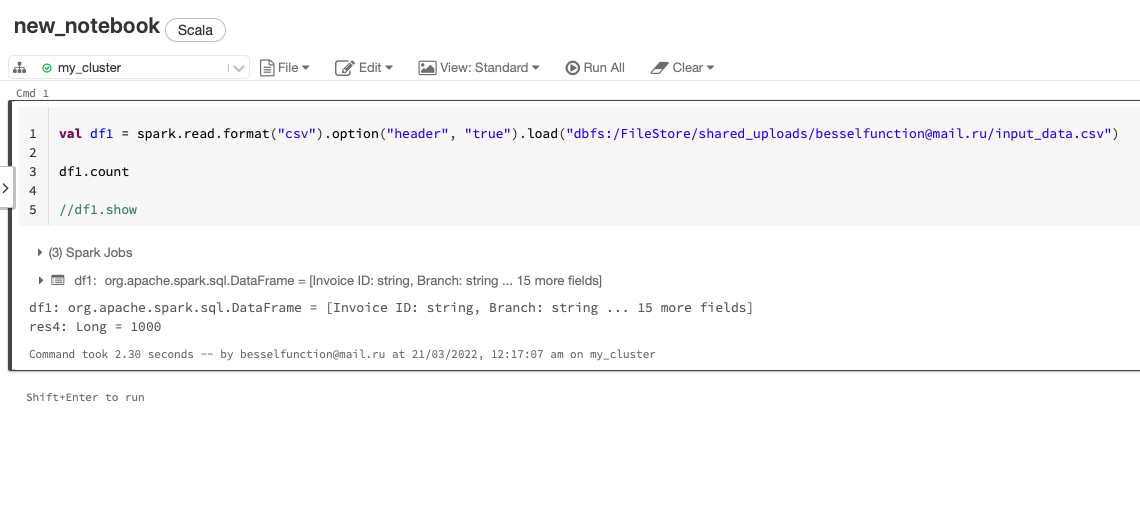 new_notebook Scala
my_cluster File Edit View: Standard Run All Clear
Cmd 1
1 val df1 = spark.read.format("csv").option("header", "true").load("dbfs:/FileStore/shared_uploads/besselfunction@mail.ru/input_data.csv")
2
3 df1.count
4
5 //df1.show
(3) Spark Jobs
df1: org.apache.spark.sql.DataFrame = [Invoice ID: string, Branch: string ... 15 more fields]
df1: org.apache.spark.sql.DataFrame = [Invoice ID: string, Branch: string ... 15 more fields]
res4: Long = 1000
Command took 2.30 seconds -- by besselfunction@mail.ru at 21/03/2022, 12:17:07 am on my_cluster
Shift+Enter to run